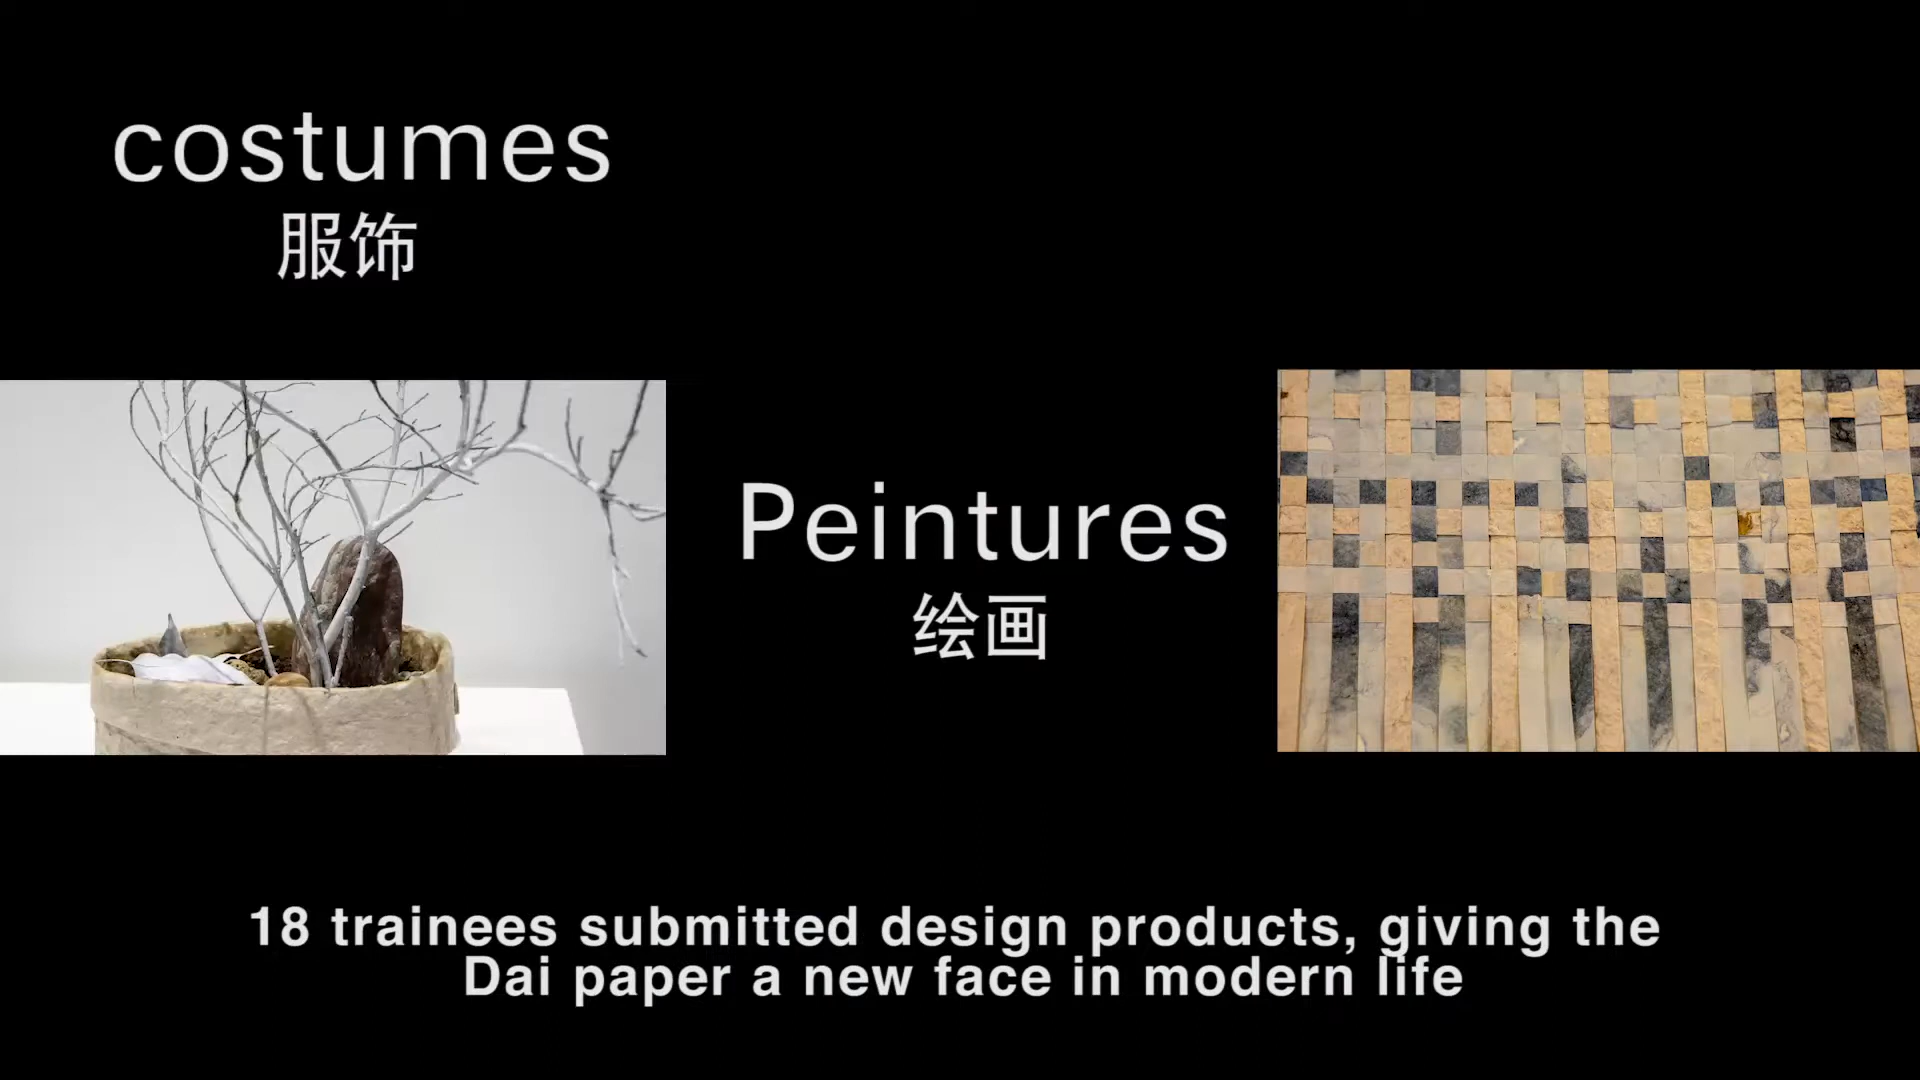 costumes
服饰
Peintures
绘画
18 trainees submitted design products, giving the
Dai paper a new face in modern life